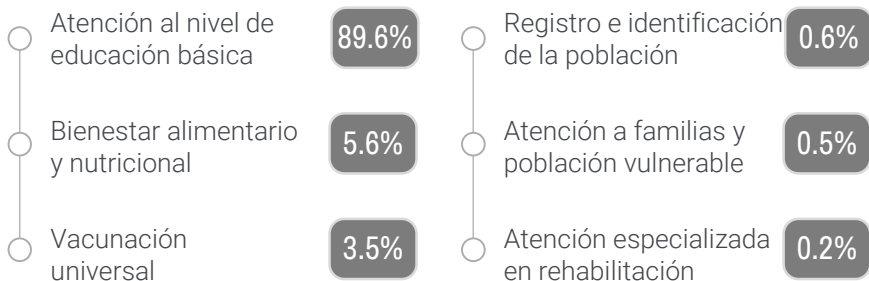 Atención al nivel de
educación básica
89.6%
Bienestar alimentario
y nutricional
5.6%
Vacunación
universal
3.5%
Registro e identificación
de la población
0.6%
Atención a familias y
población vulnerable
0.5%
Atención especializada
en rehabilitación
0.2%